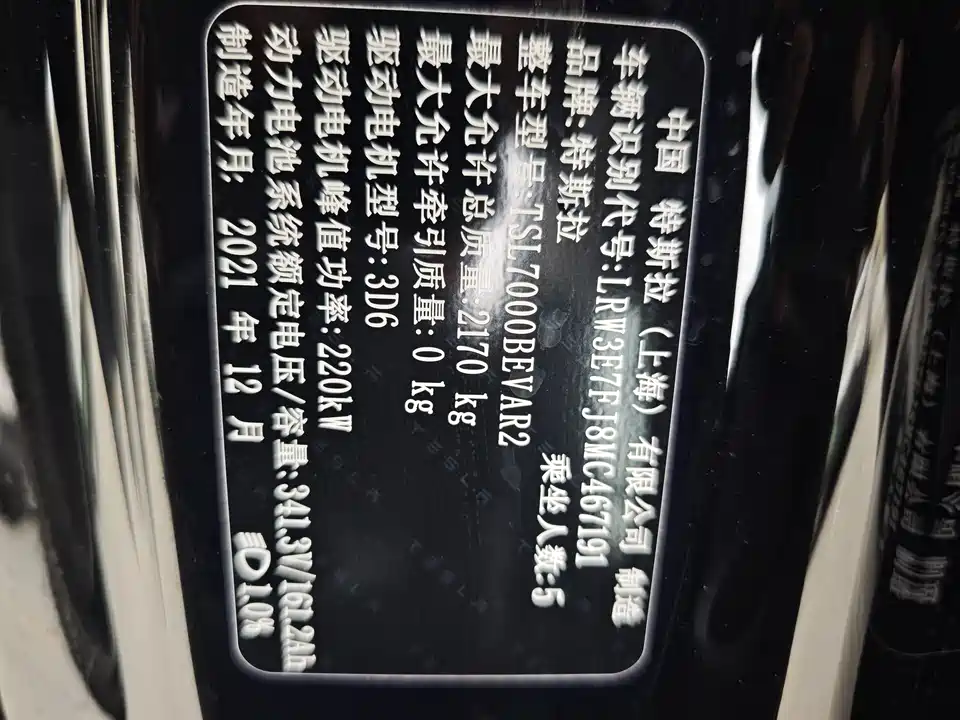 中国 特斯拉（上海）有限公司 制造
车辆识别代号:LRW3E7FJ8MC467191
品牌:特斯拉 乘坐人数:5
整车型号:TSL7000BEVAR2
最大允许总质量:2170 kg
最大允许牵引质量: 0 kg
驱动电机型号:3D6
驱动电机峰值功率:220kW
动力电池系统额定电压/容量:341.3V/161.2Ah
制造年月: 2021 年 12 月 1.0%